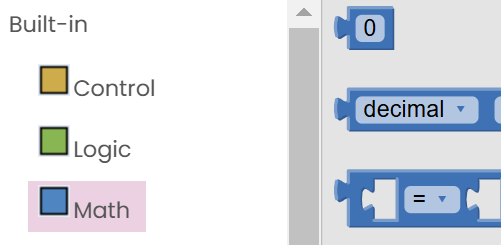 Built-in
Control
Logic
Math
0
decimal
=